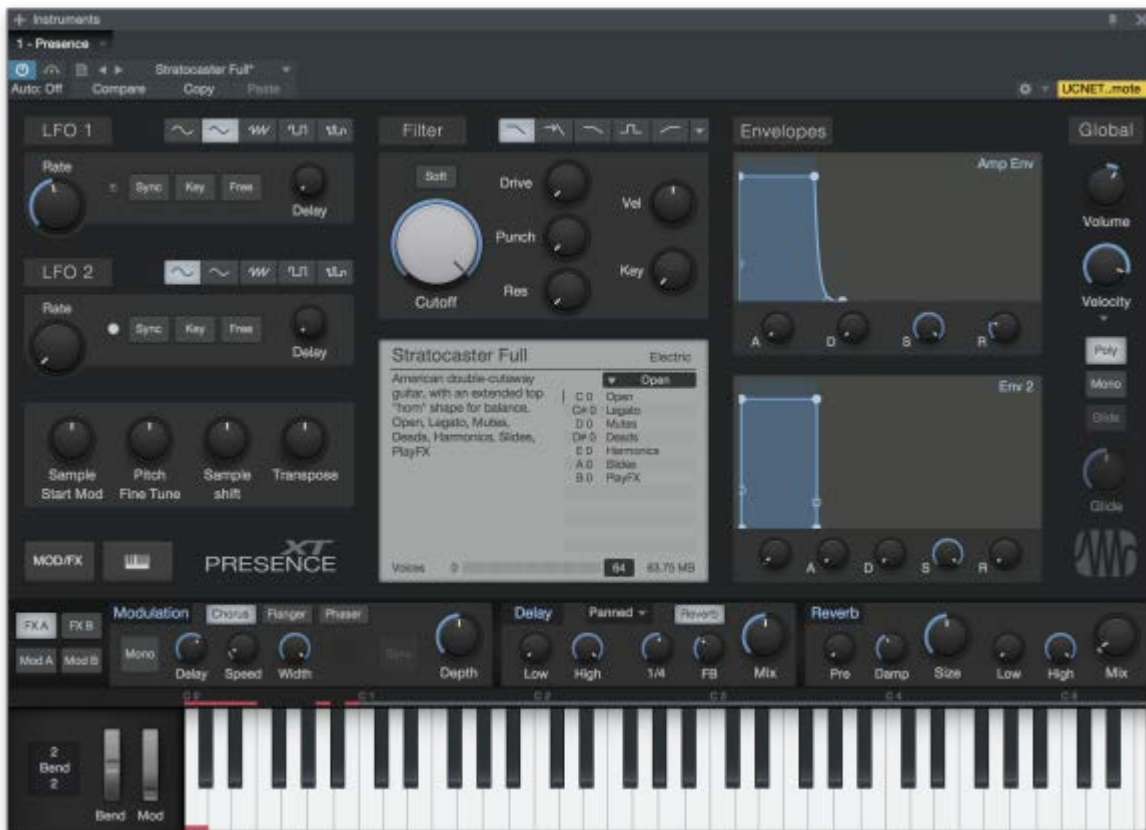 Instruments
1 - Presence
Stratocaster Full*
Auto: Off Compare Copy Paste
UCNET..mote
LFO 1
Rate
Sync Key Free
Delay
LFO 2
Rate
Sync Key Free
Delay
Sample Start Mod
Pitch Fine Tune
Sample shift
Transpose
MOD/FX
XT
PRESENCE
Filter
Soft
Drive
Vel
Punch
Key
Res
Cutoff
Stratocaster Full Electric
American double-cutaway
guitar, with an extended top
"horn" shape for balance.
Open, Legato, Mutes,
Deads, Harmonics, Slides,
PlayFX
Open
C 0 Open
C# 0 Legato
D 0 Mutes
D# 0 Deads
E 0 Harmonics
A 0 Slides
B 0 PlayFX
Voices 0 64 63.75 MB
Envelopes
Amp Env
A D S R
Env 2
A D S R
Global
Volume
Velocity
Poly
Mono
Glide
Glide
FX A FX B
Mod A Mod B
Modulation Chorus Flanger Phaser
Mono
Sync
Delay Speed Width Depth
Delay Panned Reverb
Low High 1/4 FB Mix
Reverb
Pre Damp Size Low High Mix
C 0 C 1 C 2 C 3 C 4 C 5
2
Bend
2
Bend Mod